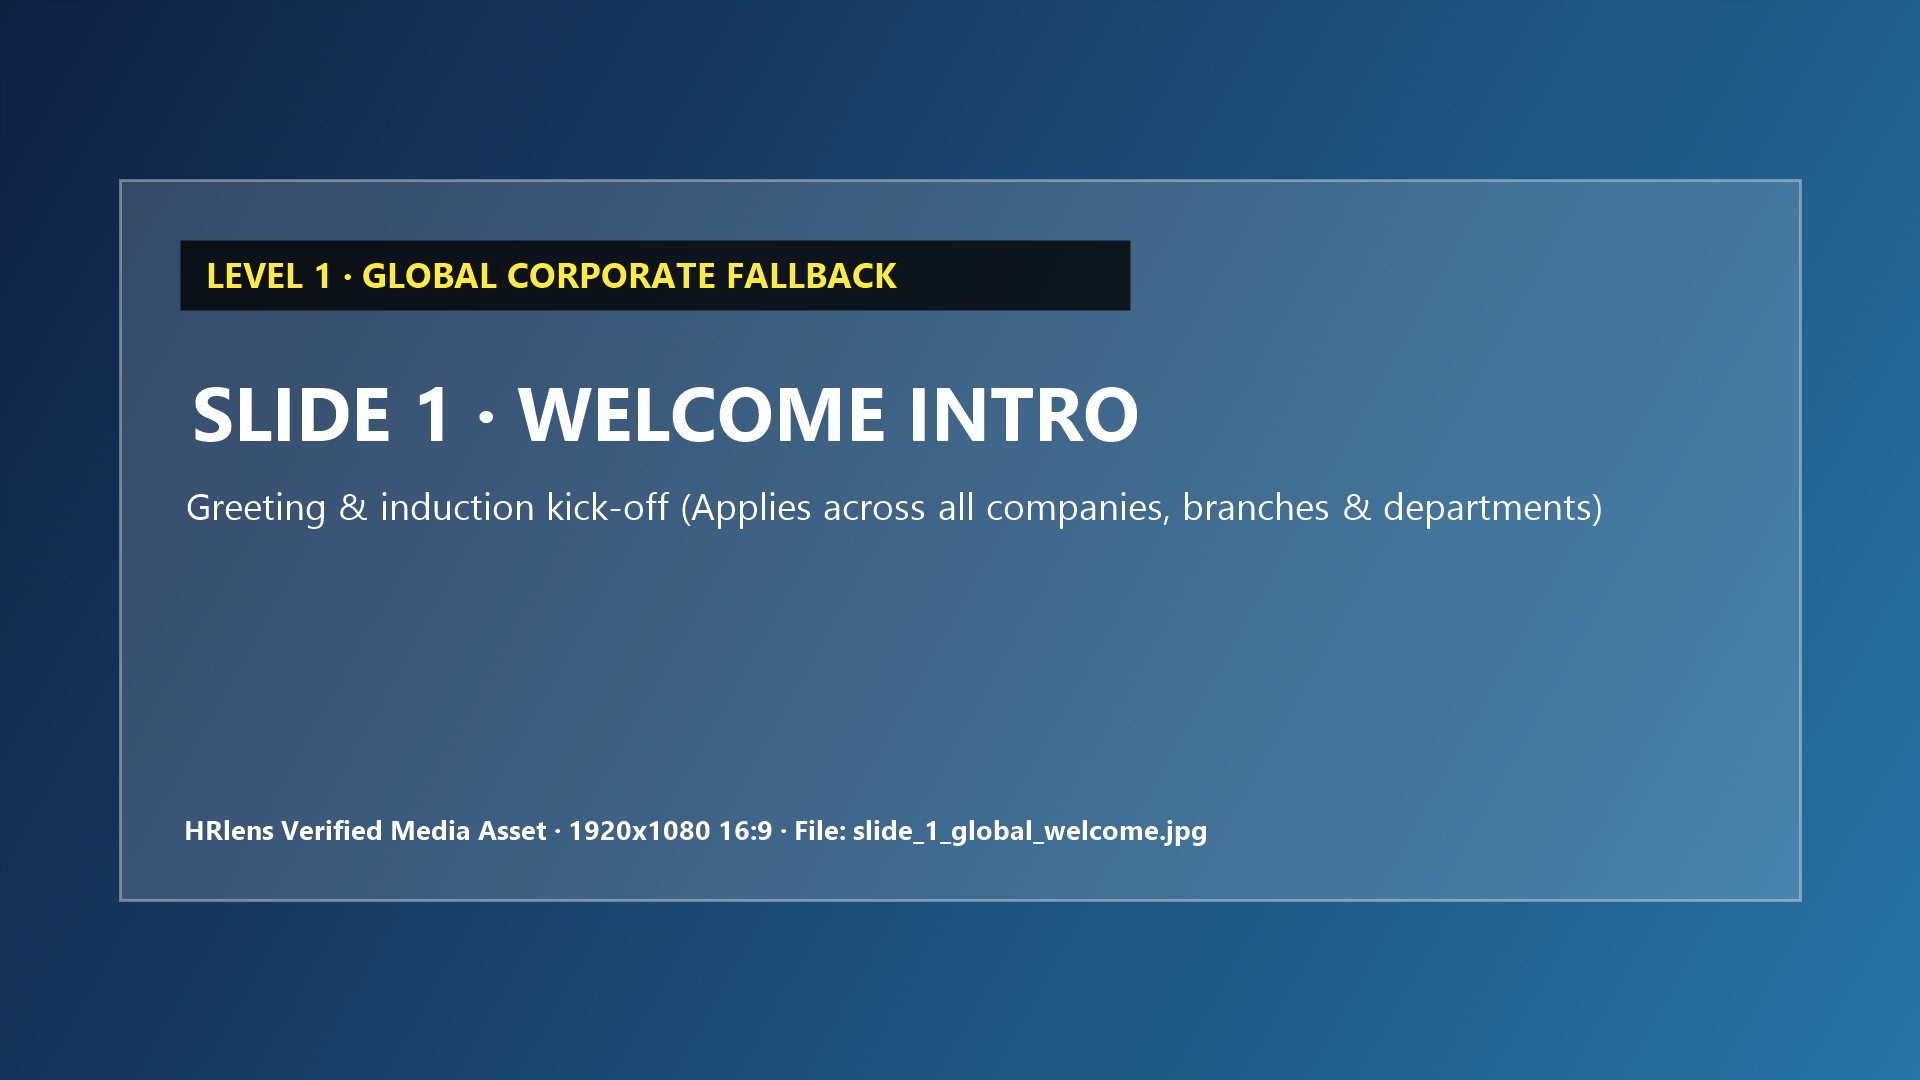 LEVEL 1 · GLOBAL CORPORATE FALLBACK
SLIDE 1 · WELCOME INTRO
Greeting & induction kick-off (Applies across all companies, branches & departments)
HRlens Verified Media Asset · 1920x1080 16:9 · File: slide_1_global_welcome.jpg